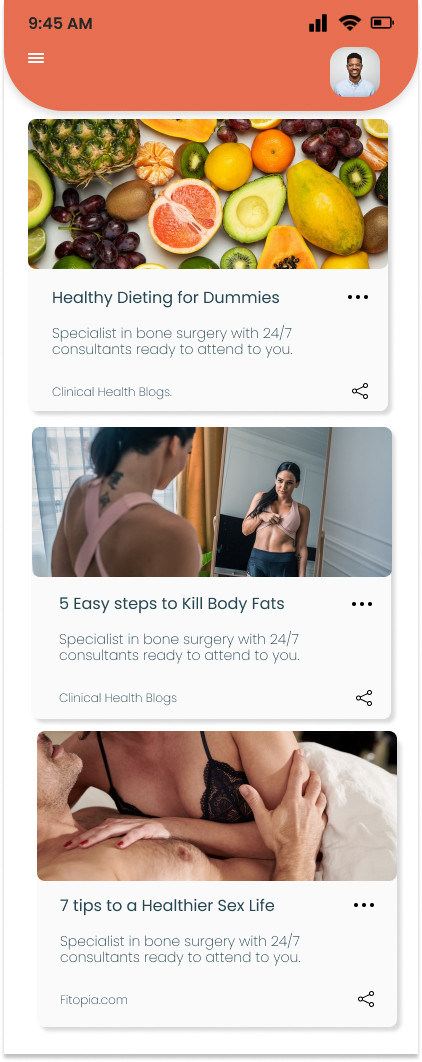 9:45 AM
Healthy Dieting for Dummies
Specialist in bone surgery with 24/7
consultants ready to attend to you.
Clinical Health Blogs.
5 Easy steps to Kill Body Fats
Specialist in bone surgery with 24/7
consultants ready to attend to you.
Clinical Health Blogs
7 tips to a Healthier Sex Life
Specialist in bone surgery with 24/7
consultants ready to attend to you.
Fitopia.com